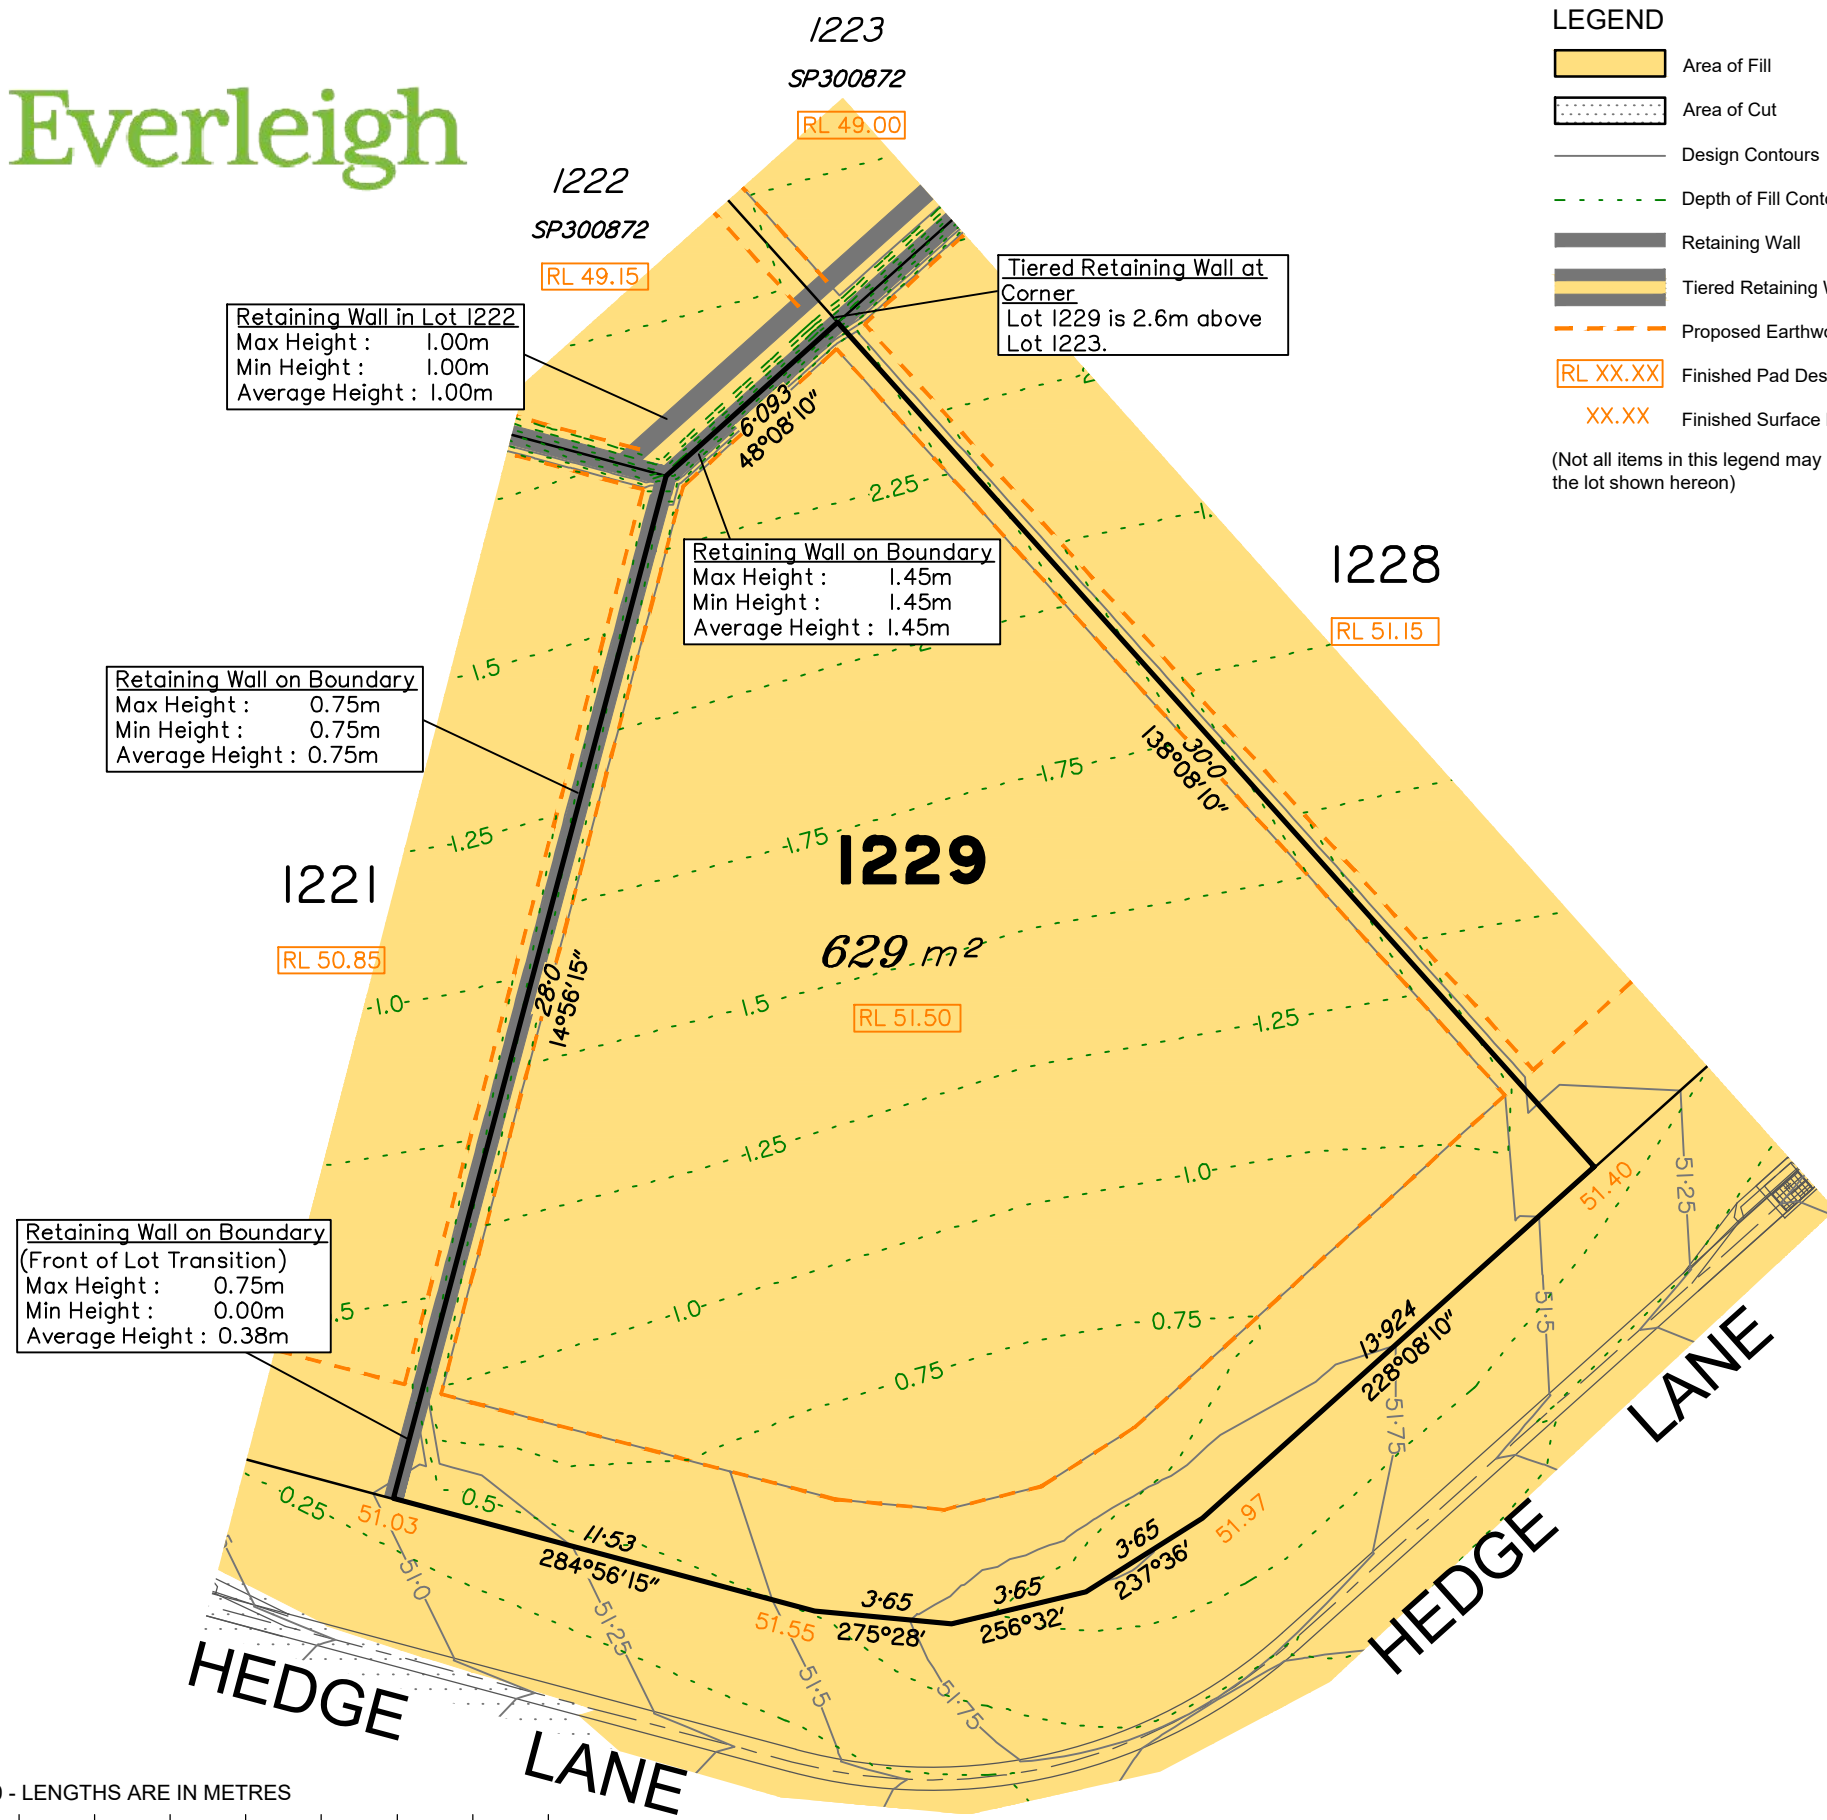 Everleigh
1223
SP300872
RL 49.00
1222
SP300872
RL 49.15
LEGEND
Area of Fill
Area of Cut
Design Contours
Depth of Fill
Retaining Wall
Tiered Retaining
Proposed
RL XX.XX Finished Pad
XX.XX Finished Surface
(Not all items in this legend may
the lot shown hereon)
Tiered Retaining Wall at
Corner
Lot 1229 is 2.6m above
Lot 1223.
Retaining Wall in Lot 1222
Max Height : 1.00m
Min Height : 1.00m
Average Height : 1.00m
6·093
48°08'10"
2.25
Retaining Wall on Boundary
Max Height : 1.45m
Min Height : 1.45m
Average Height : 1.45m
1228
RL 51.15
1.5
Retaining Wall on Boundary
Max Height : 0.75m
Min Height : 0.75m
Average Height : 0.75m
30·0
138°08'10"
1.75
1.75
1.25
1229
629 m²
RL 51.50
1221
RL 50.85
28·0
14°56'15"
1.0
1.5
1.25
1.25
1.0
51.40
51·25
Retaining Wall on Boundary
(Front of Lot Transition)
Max Height : 0.75m
Min Height : 0.00m
Average Height : 0.38m
.5
1.0
0.75
0.75
13·924
228°08'10"
51·5
51·75
0.25
51.03
0.5
11·53
284°56'15"
51.55
3·65
275°28'
3·65
256°32'
3·65
237°36'
51.97
51·0
51·25
51·5
51·75
HEDGE
LANE
HEDGE
LANE
- LENGTHS ARE IN METRES